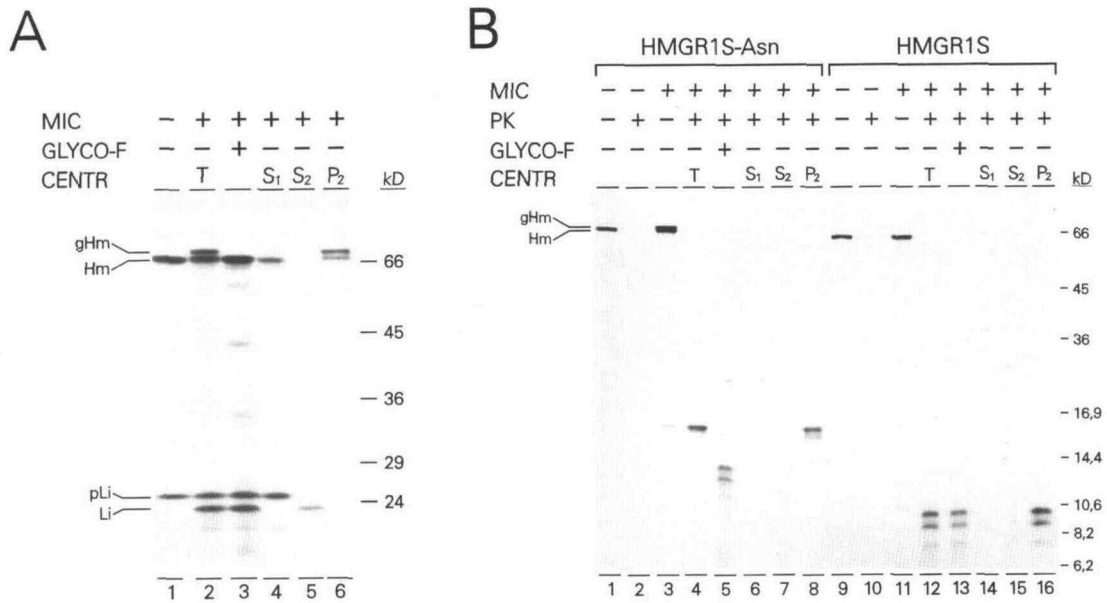 A
MIC − + + + + +
GLYCO-F − − + − − −
CENTR T S1 S2 P2 kD
gHm
Hm
66
45
36
29
24
pLi
Li
1 2 3 4 5 6
B
HMGR1S-Asn HMGR1S
MIC − − + + + + + + − − + + + + + +
PK − + − + + + + + − + − + + + + +
GLYCO-F − − − − + − − − − − − − + − − −
CENTR T S1 S2 P2 T S1 S2 P2 kD
gHm
Hm
66
45
36
16,9
14,4
10,6
8,2
6,2
1 2 3 4 5 6 7 8 9 10 11 12 13 14 15 16